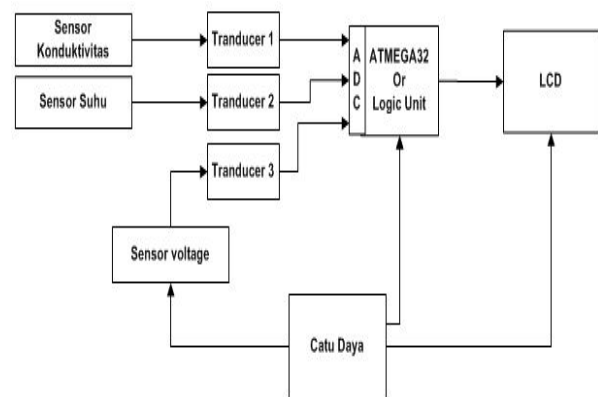 Sensor
Konduktivitas
Tranducer 1
Sensor Suhu
Tranducer 2
Tranducer 3
A
D
C
ATMEGA32
Or
Logic Unit
LCD
Sensor voltage
Catu Daya